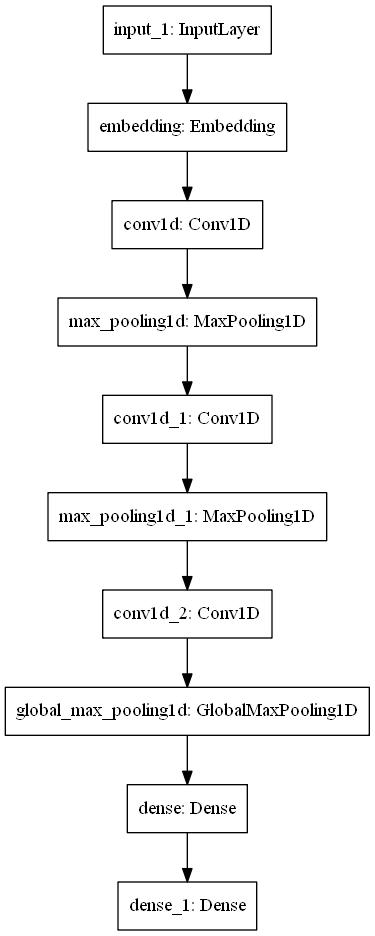 input_1: InputLayer
embedding: Embedding
conv1d: Conv1D
max_pooling1d: MaxPooling1D
conv1d_1: Conv1D
max_pooling1d_1: MaxPooling1D
conv1d_2: Conv1D
global_max_pooling1d: GlobalMaxPooling1D
dense: Dense
dense_1: Dense